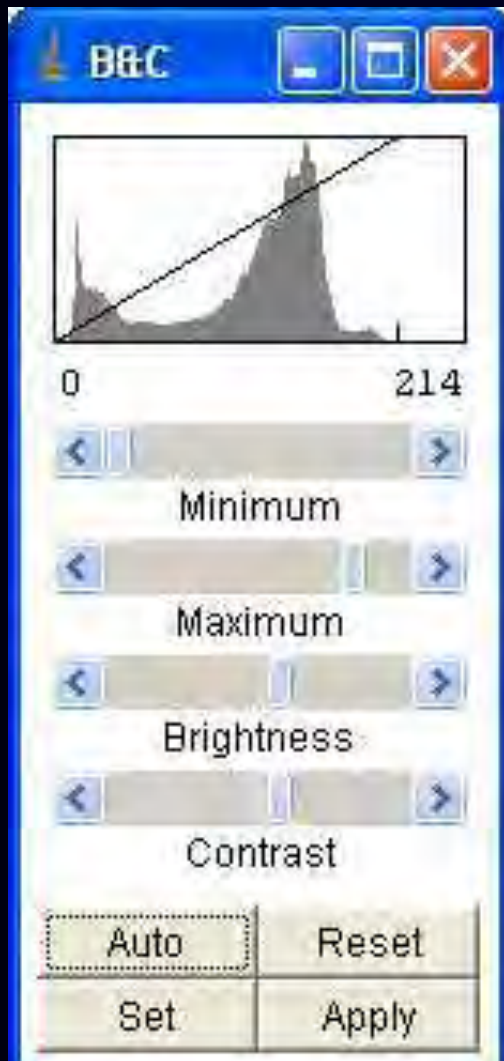 B&C
0 214
Minimum
Maximum
Brightness
Contrast
Auto Reset
Set Apply